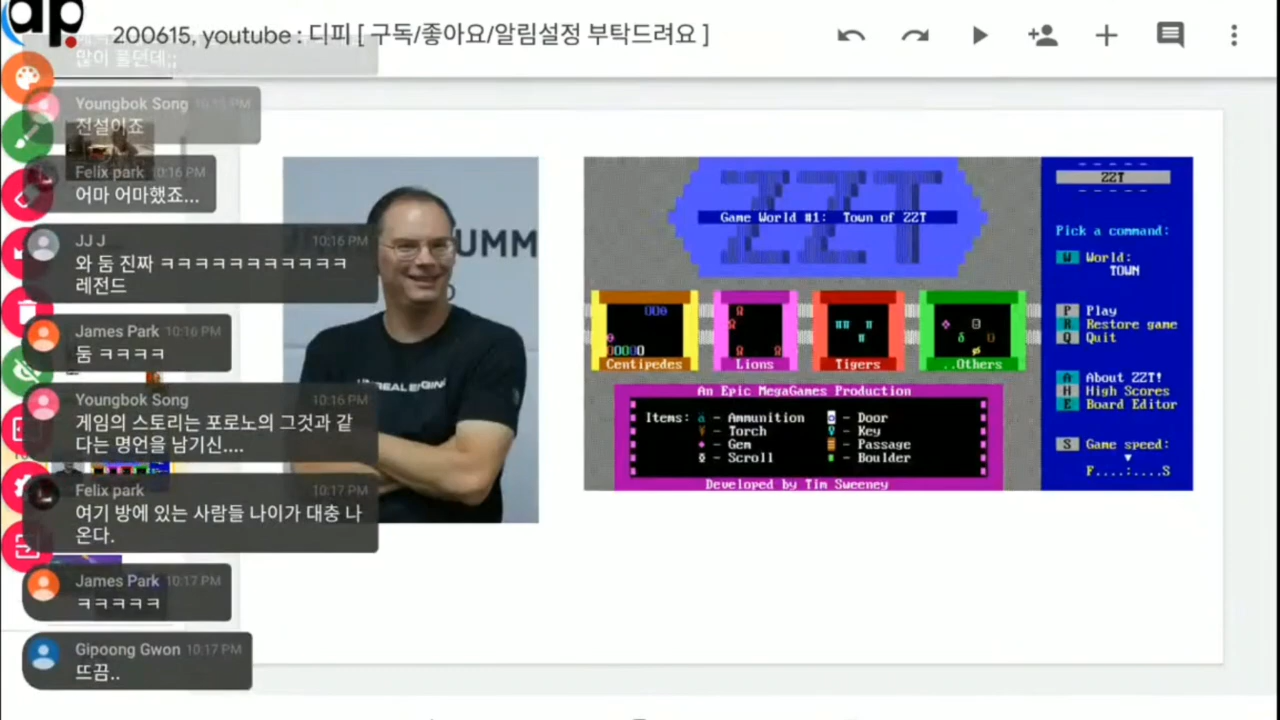 ap.
200615, youtube : 디피 [ 구독/좋아요/알림설정 부탁드려요 ]
많이 풀던데;;
Youngbok Song 10:15 PM
전설이죠
Felix park 10:16 PM
어마 어마했죠...
JJ J 10:16 PM
와 둠 진짜 ㅋㅋㅋㅋㅋㅋㅋㅋㅋㅋㅋ
레전드
James Park 10:16 PM
둠 ㅋㅋㅋㅋ
Youngbok Song 10:16 PM
게임의 스토리는 포로노의 그것과 같
다는 명언을 남기신....
Felix park 10:17 PM
여기 방에 있는 사람들 나이가 대충 나
온다.
James Park 10:17 PM
ㅋㅋㅋㅋㅋ
Gipoong Gwon 10:17 PM
뜨끔..
UMM
UNREAL ENGINE
ZZT
Game World #1: Town of ZZT
Centipedes
Lions
Tigers
..Others
An Epic MegaGames Production
Items: - Ammunition - Door
- Torch - Key
- Gem - Passage
- Scroll - Boulder
Developed by Tim Sweeney
ZZT
Pick a command:
W World:
TOWN
P Play
R Restore game
Q Quit
A About ZZT!
H High Scores
E Board Editor
S Game speed:
F....:....S